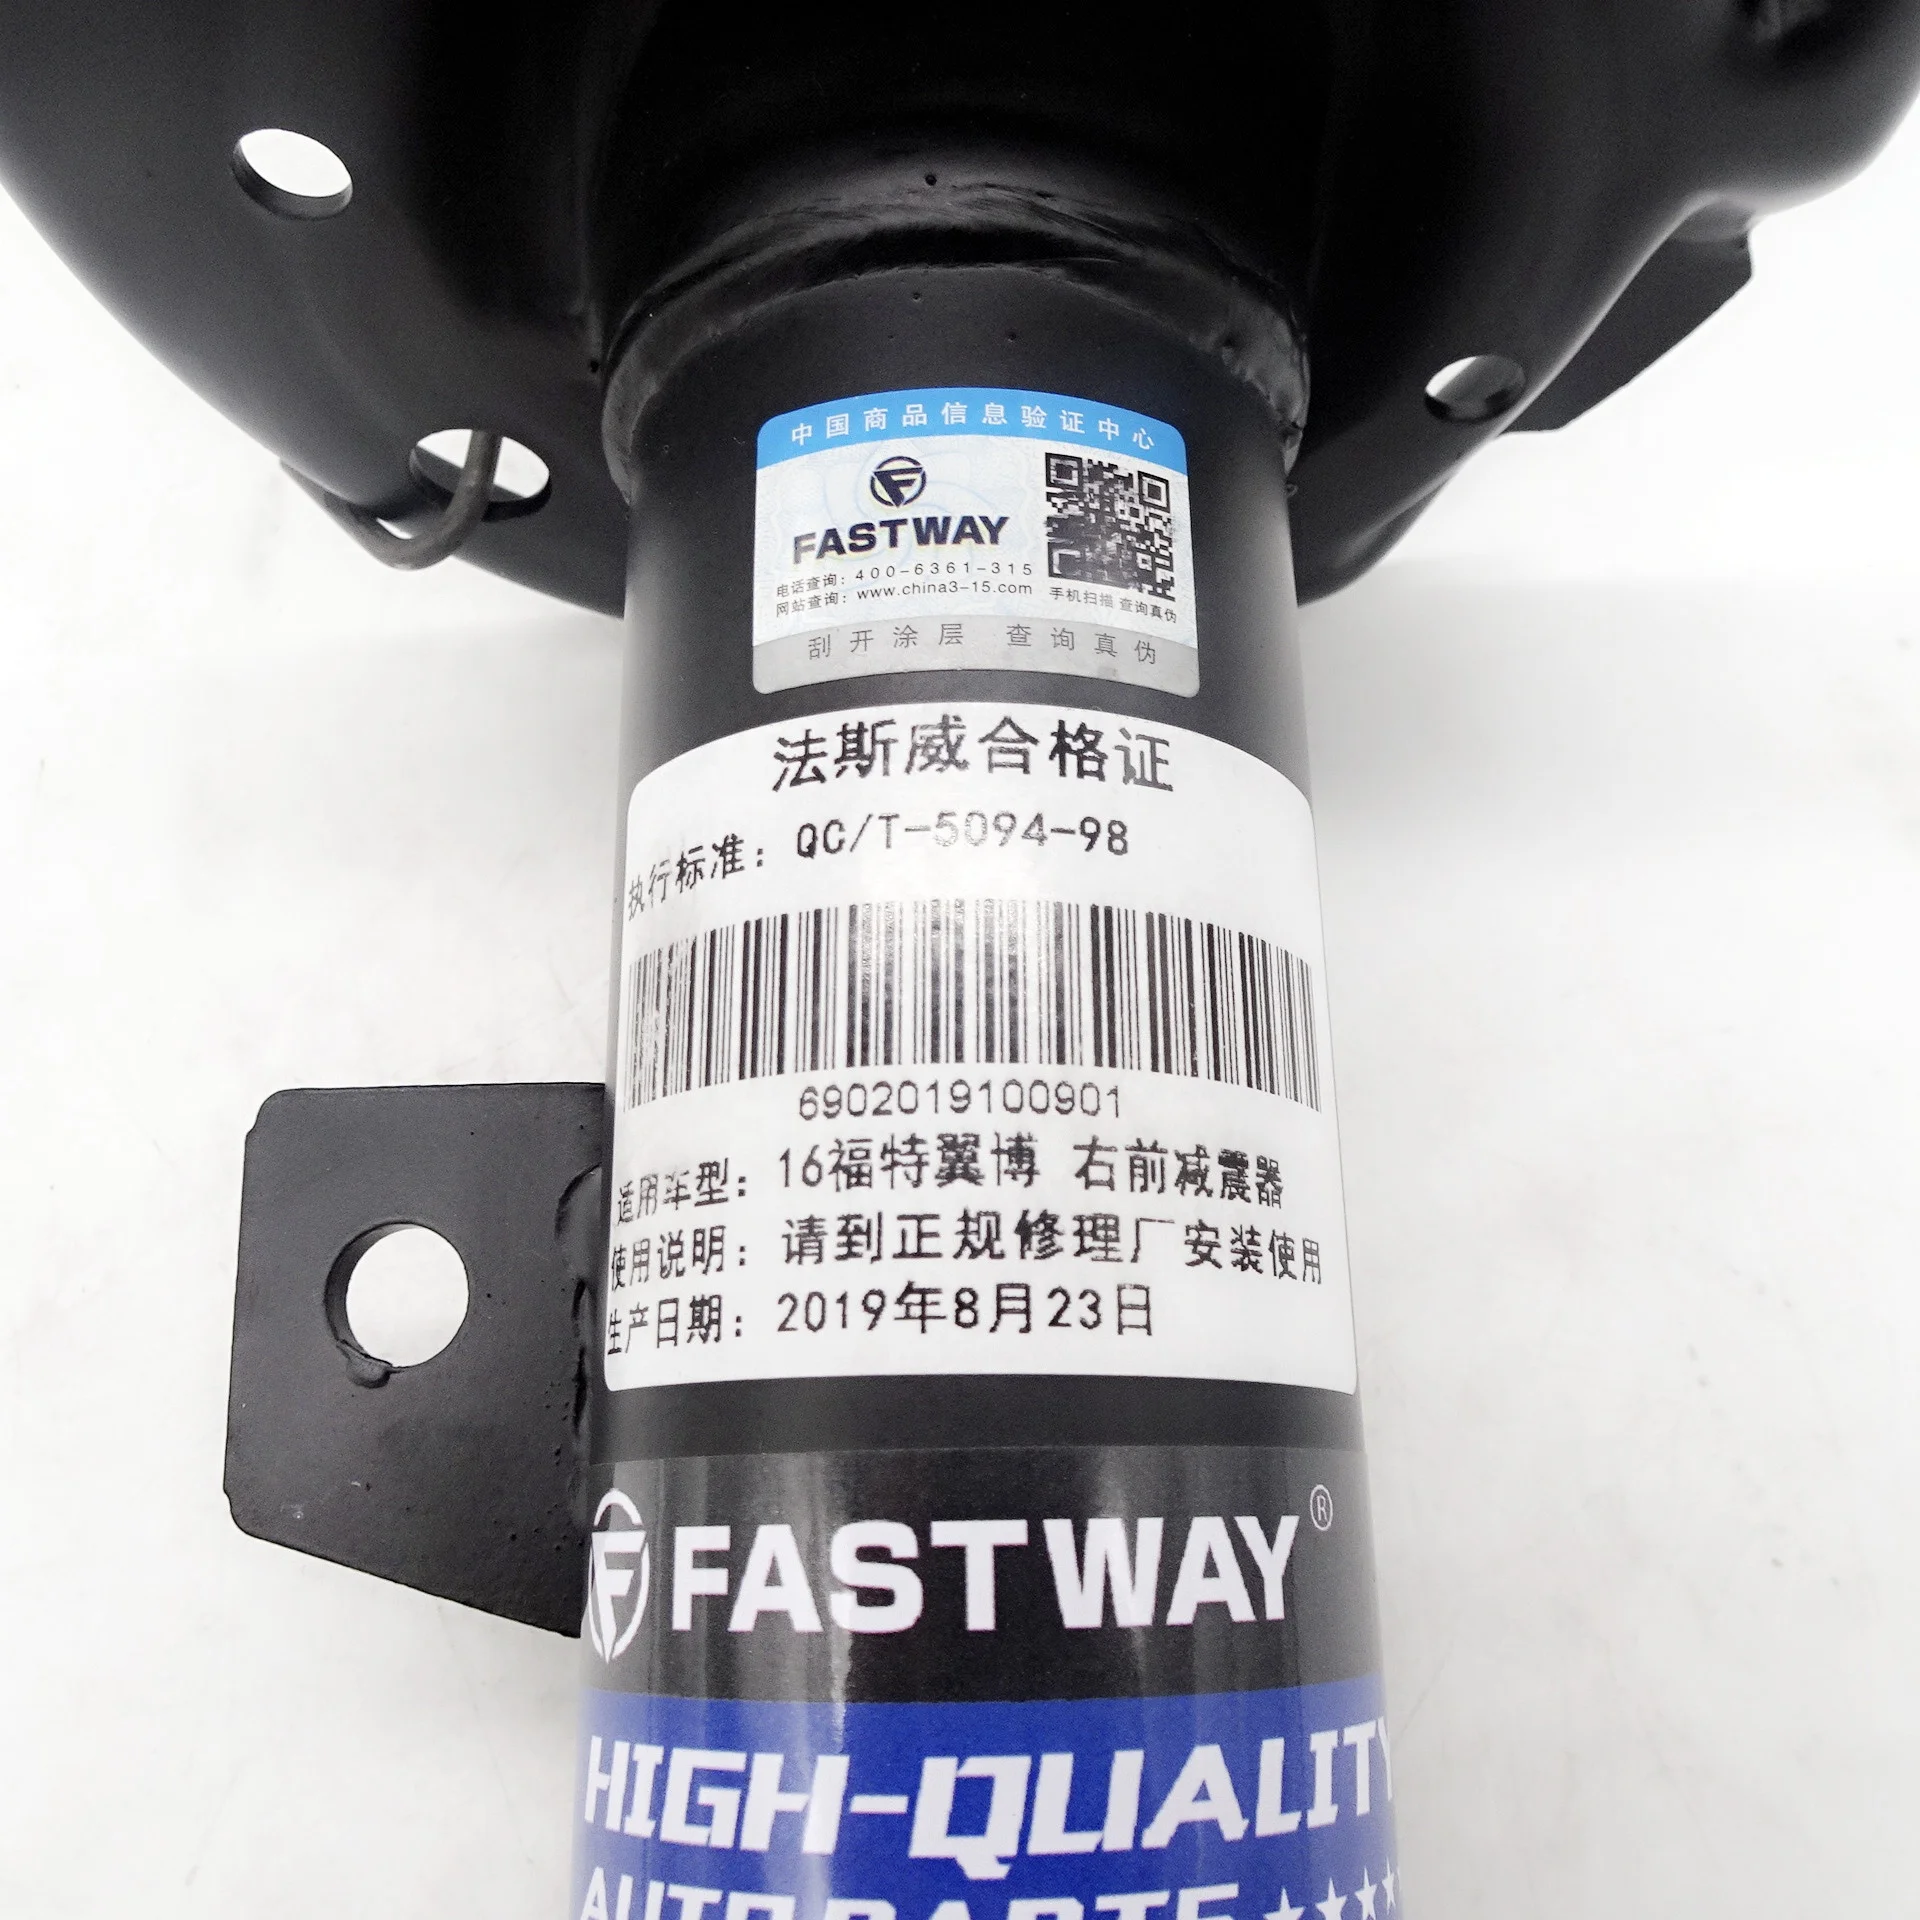 中国商品信息验证中心
FASTWAY
电话查询：400-6361-315
网站查询：www.china3-15.com
手机扫描 查询真伪
刮开涂层 查询真伪
法斯威合格证
执行标准：QC/T-5094-98
6902019100901
适用车型：16福特翼博 右前减震器
使用说明：请到正规修理厂安装使用
生产日期：2019年8月23日
FASTWAY®
HIGH-QUALITY
AUTO PARTS